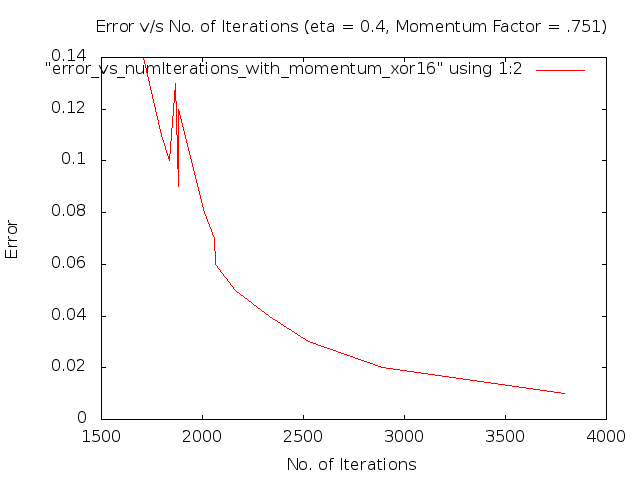 Error v/s No. of Iterations (eta = 0.4, Momentum Factor = .751)
"error_vs_numIterations_with_momentum_xor16" using 1:2
0.14
0.12
0.1
0.08
0.06
0.04
0.02
0
Error
1500 2000 2500 3000 3500 4000
No. of Iterations